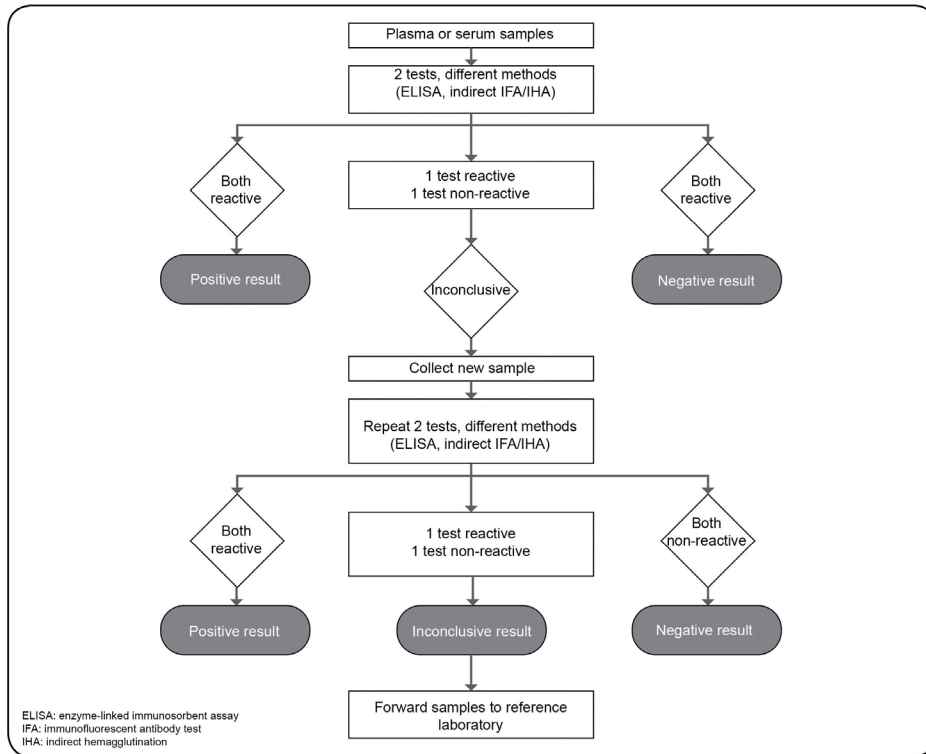 Plasma or serum samples
2 tests, different methods
(ELISA, indirect IFA/IHA)
Both
reactive
1 test reactive
1 test non-reactive
Both
reactive
Positive result
Inconclusive
Negative result
Collect new sample
Repeat 2 tests, different methods
(ELISA, indirect IFA/IHA)
Both
reactive
1 test reactive
1 test non-reactive
Both
non-reactive
Positive result
Inconclusive result
Negative result
Forward samples to reference
laboratory
ELISA: enzyme-linked immunosorbent assay
IFA: immunofluorescent antibody test
IHA: indirect hemagglutination